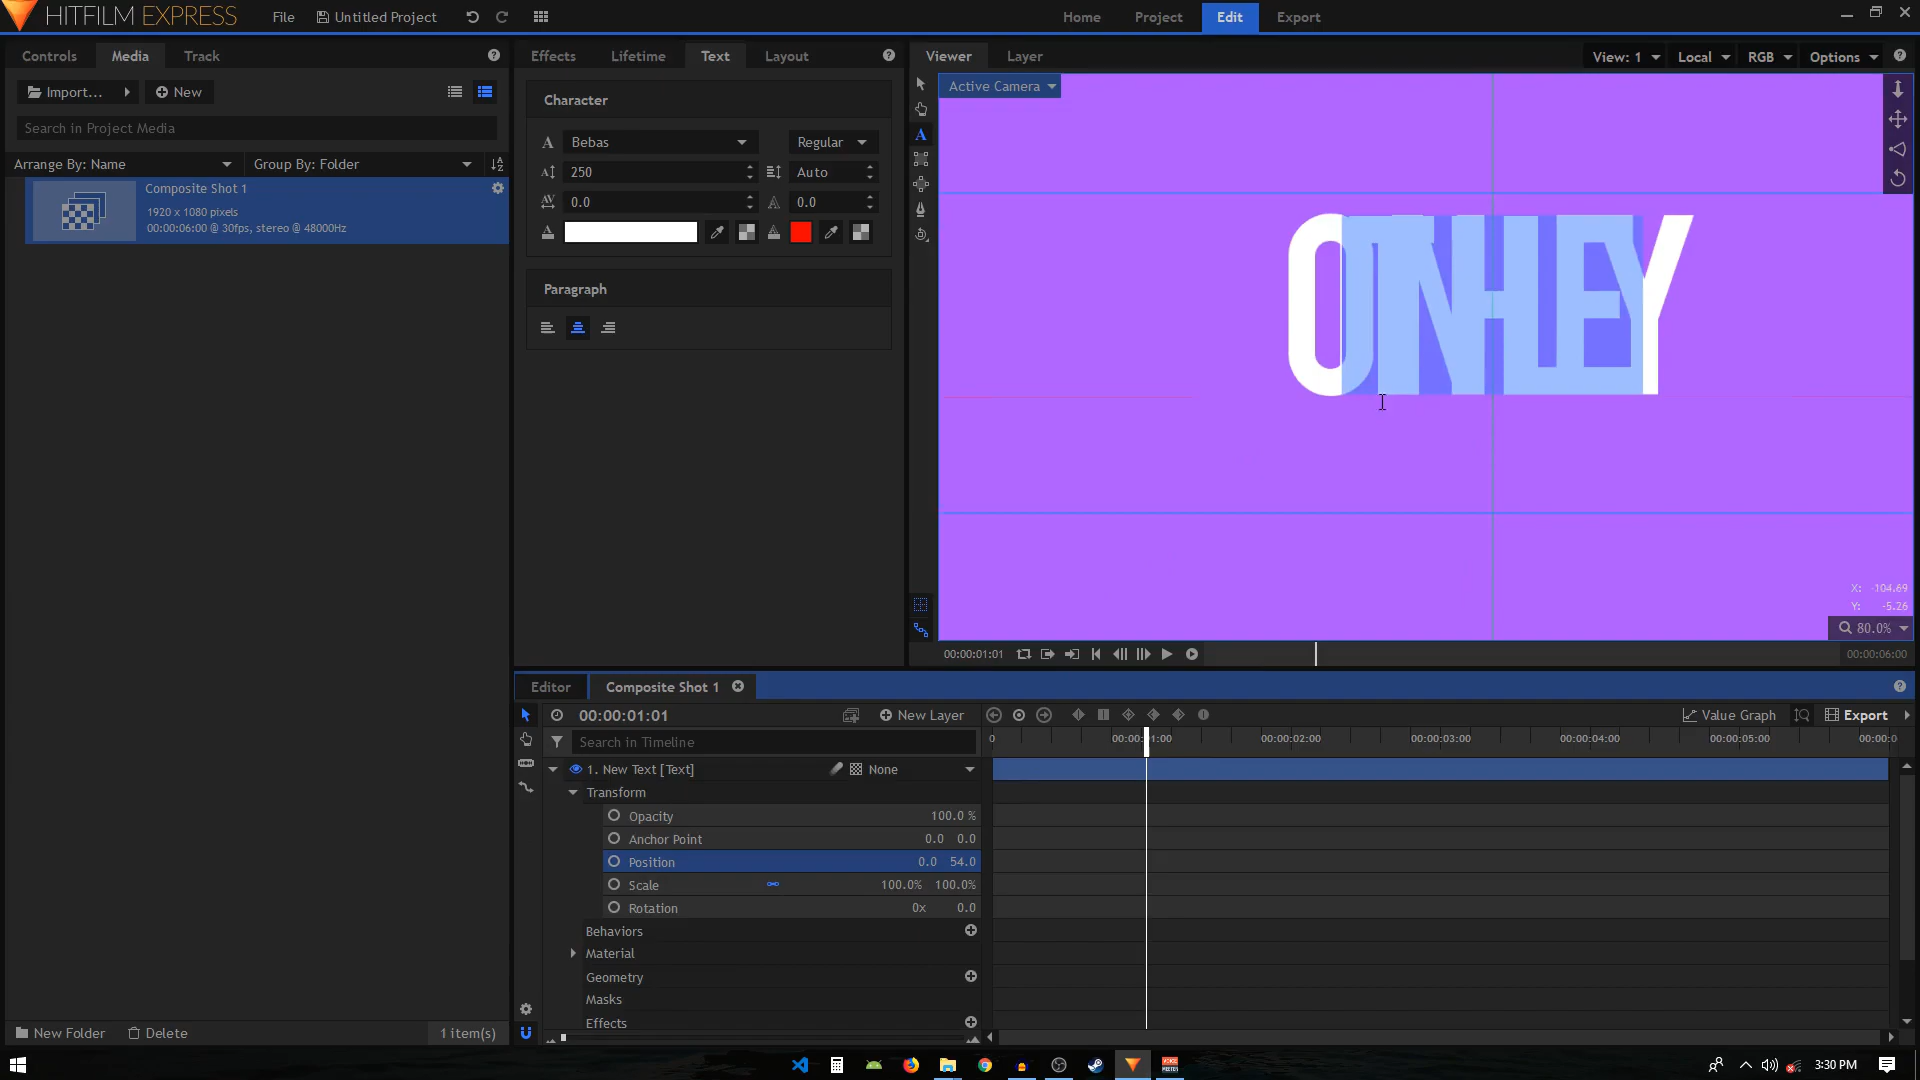 HITFILM EXPRESS
File
Untitled Project
Home
Project
Edit
Export
Controls
Media
Track
Import...
New
Search in Project Media
Arrange By: Name
Group By: Folder
Composite Shot 1
1920 x 1080 pixels
00:00:06:00 @ 30fps, stereo @ 48000Hz
New Folder
Delete
1 item(s)
Effects
Lifetime
Text
Layout
Character
Bebas
Regular
250
Auto
0.0
0.0
Paragraph
Viewer
Layer
View: 1
Local
RGB
Options
Active Camera
X: -104.69
Y: -5.26
80.0%
00:00:01:01
00:00:06:00
Editor
Composite Shot 1
00:00:01:01
New Layer
Value Graph
Export
Search in Timeline
0
00:00:02:00
00:00:03:00
00:00:04:00
00:00:05:00
1. New Text [Text]
None
Transform
Opacity
100.0 %
Anchor Point
0.0 0.0
Position
0.0 54.0
Scale
100.0% 100.0%
Rotation
0x 0.0
Behaviors
Material
Geometry
Masks
Effects
3:30 PM